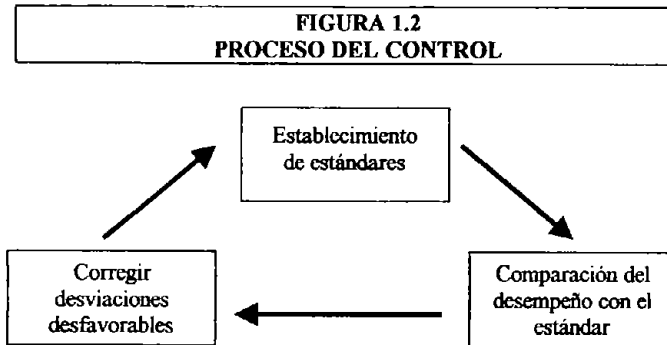 FIGURA 1.2
PROCESO DEL CONTROL
Establecimiento
de estándares
Corregir
desviaciones
desfavorables
Comparación del
desempeño con el
estándar